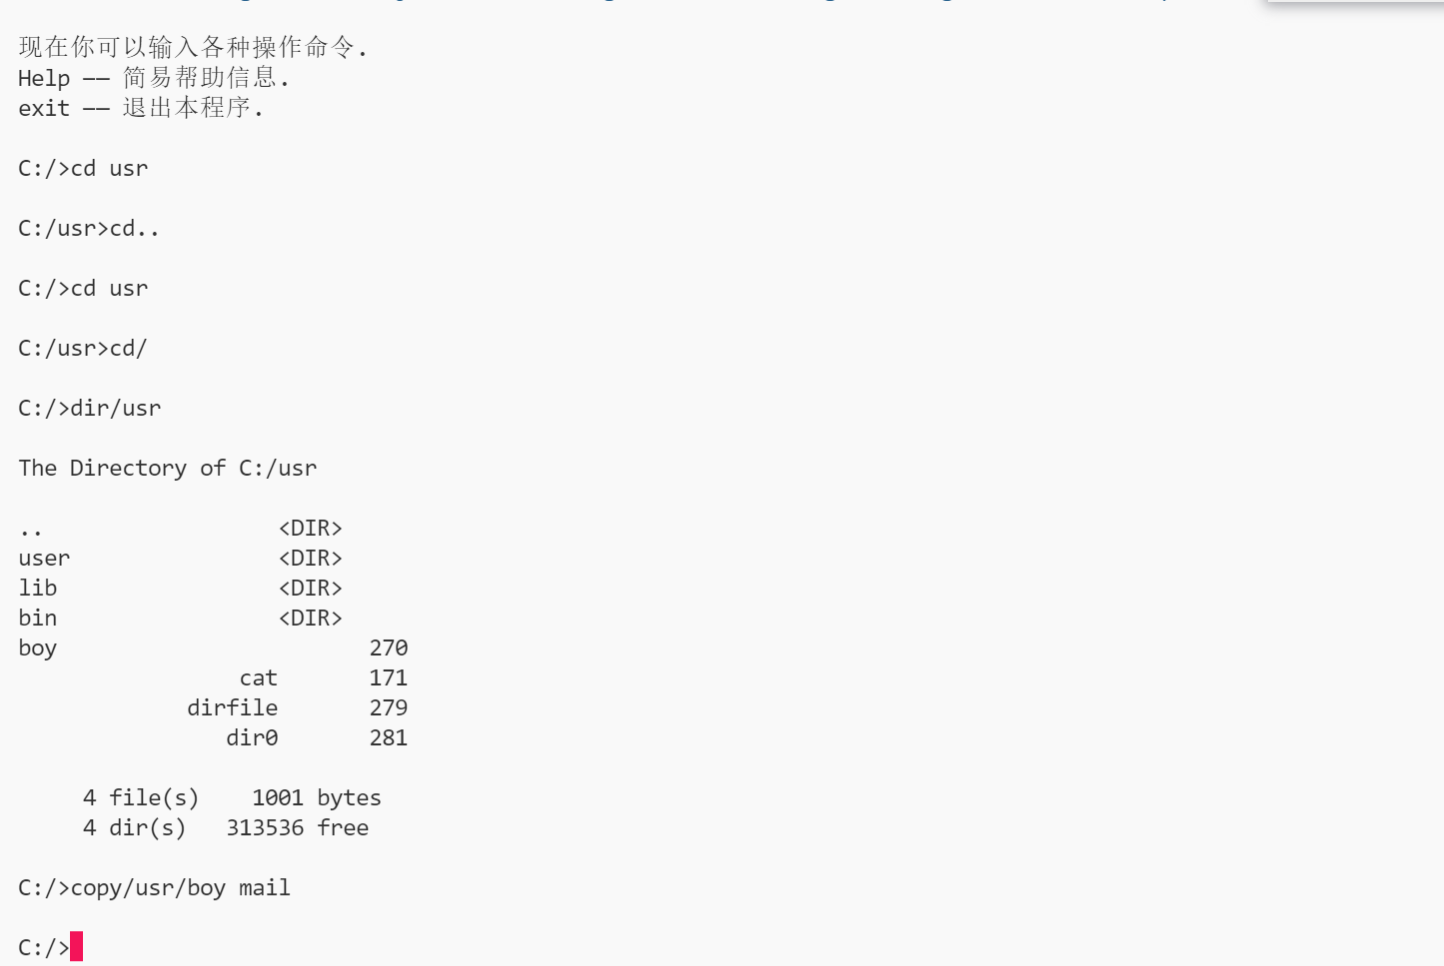 现在你可以输入各种操作命令.
Help —— 简易帮助信息.
exit —— 退出本程序.
C:/>cd usr
C:/usr>cd..
C:/>cd usr
C:/usr>cd/
C:/>dir/usr
The Directory of C:/usr
.. <DIR>
user <DIR>
lib <DIR>
bin <DIR>
boy 270
cat 171
dirfile 279
dir0 281
4 file(s) 1001 bytes
4 dir(s) 313536 free
C:/>copy/usr/boy mail
C:/>